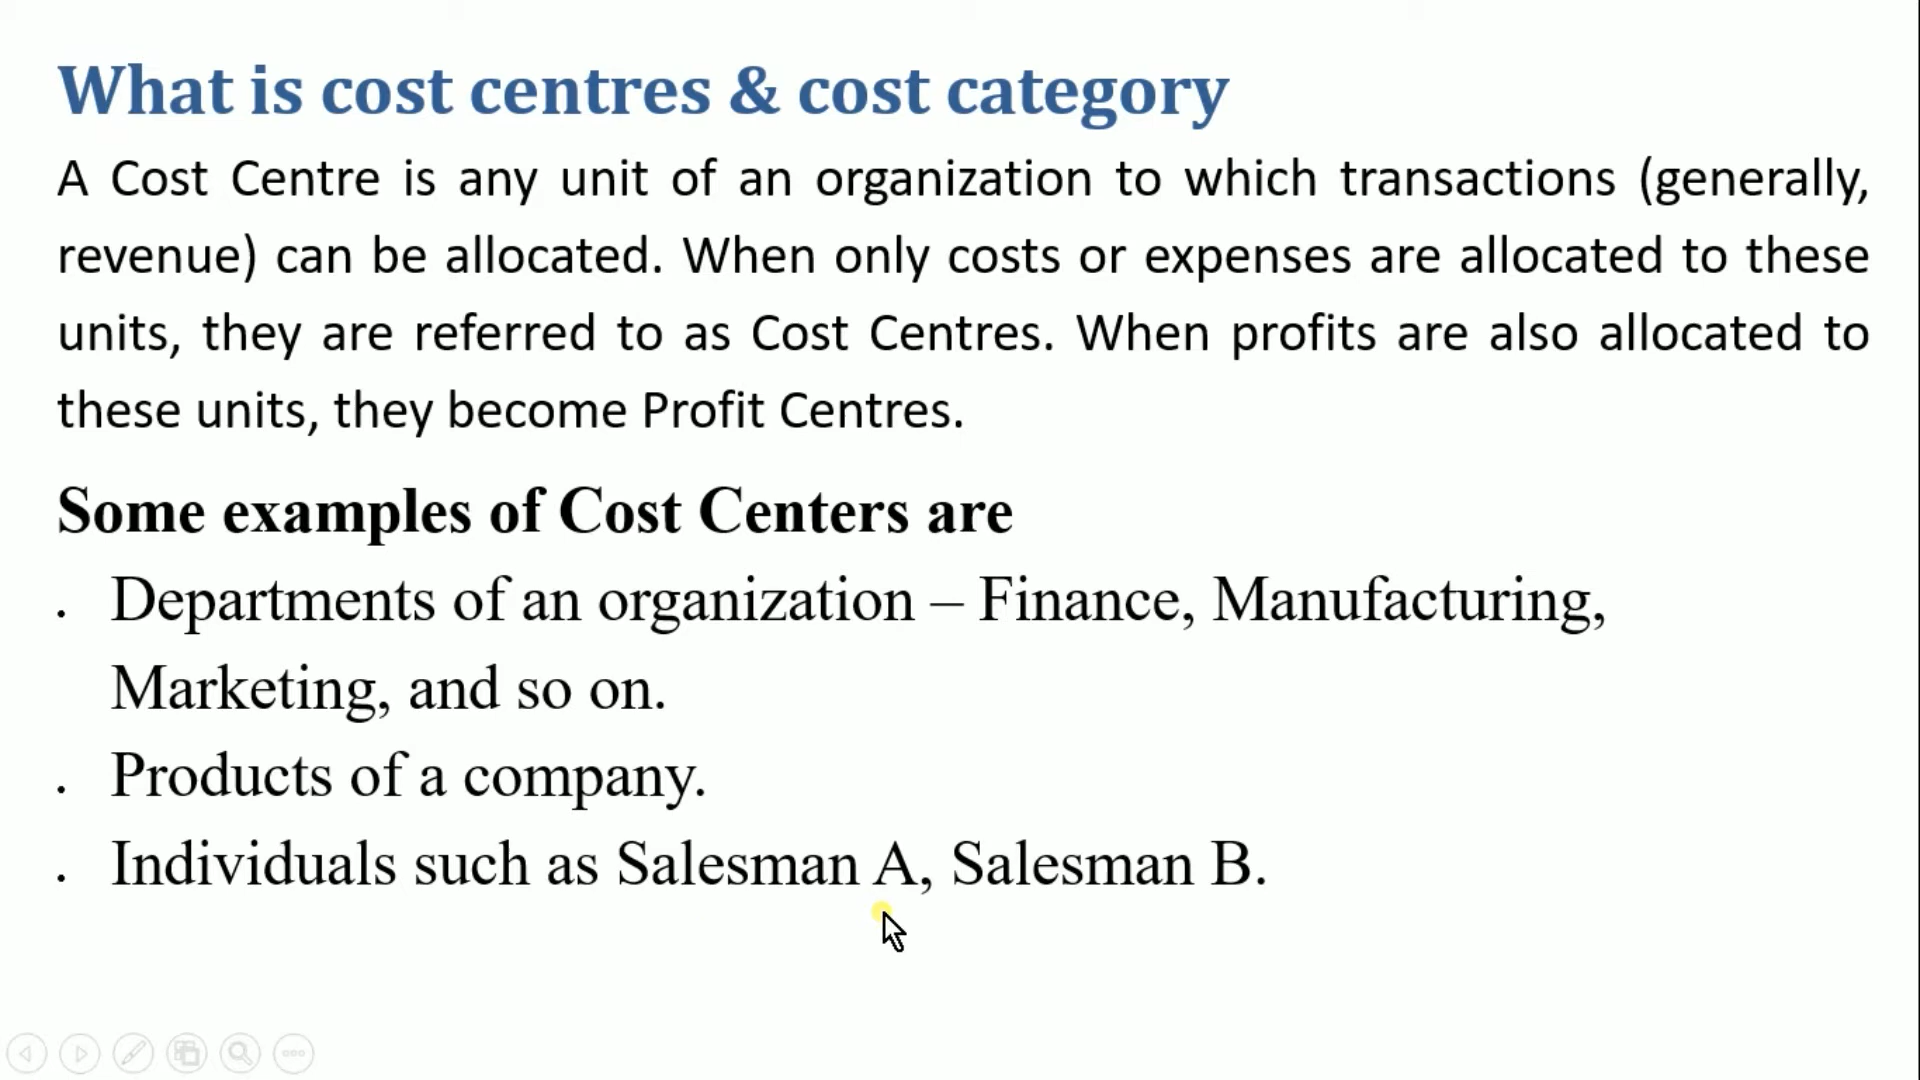 What is cost centres & cost category
A Cost Centre is any unit of an organization to which transactions (generally,
revenue) can be allocated. When only costs or expenses are allocated to these
units, they are referred to as Cost Centres. When profits are also allocated to
these units, they become Profit Centres.
Some examples of Cost Centers are
. Departments of an organization – Finance, Manufacturing,
Marketing, and so on.
. Products of a company.
. Individuals such as Salesman A, Salesman B.